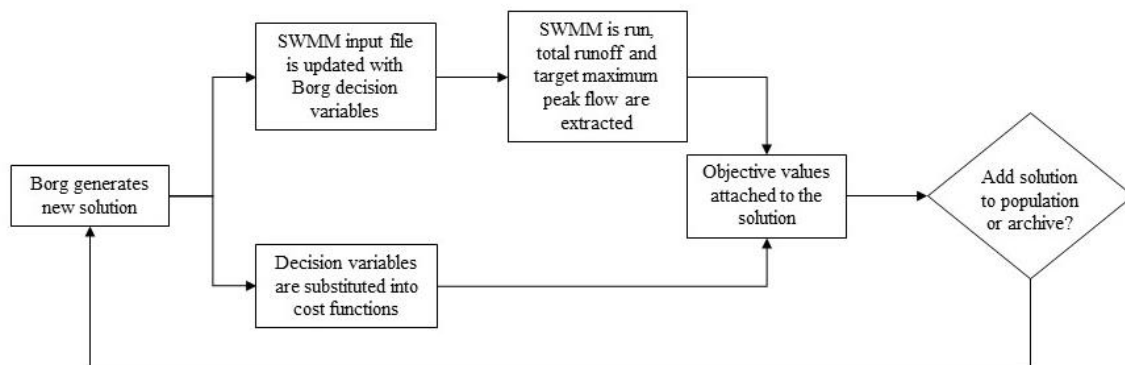 Borg generates
new solution
SWMM input file
is updated with
Borg decision
variables
SWMM is run,
total runoff and
target maximum
peak flow are
extracted
Decision variables
are substituted into
cost functions
Objective values
attached to the
solution
Add solution
to population
or archive?